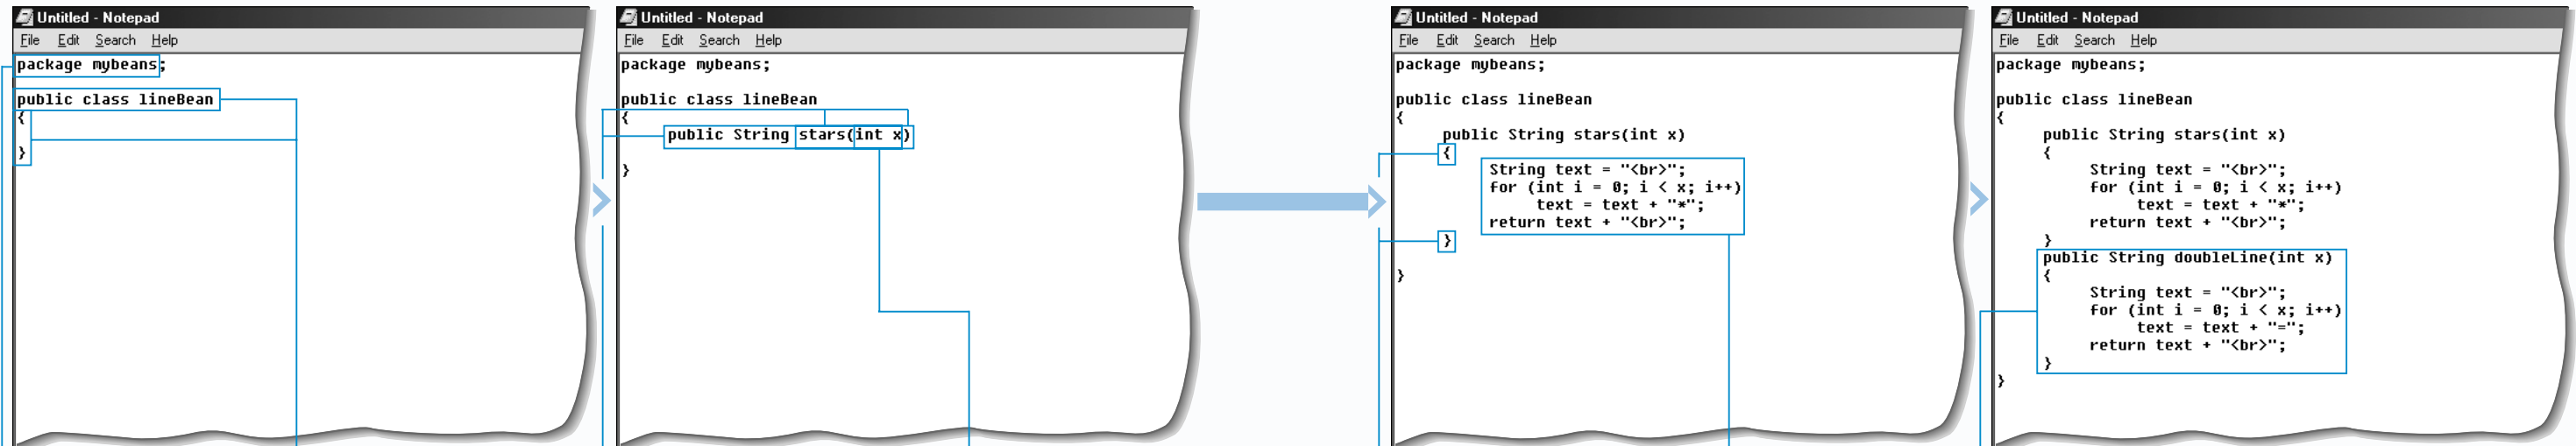 Untitled - Notepad
File Edit Search Help
package mybeans;
public class lineBean
{
}
Untitled - Notepad
File Edit Search Help
package mybeans;
public class lineBean
{
public String stars(int x)
}
Untitled - Notepad
File Edit Search Help
package mybeans;
public class lineBean
{
public String stars(int x)
{
String text = "<br>";
for (int i = 0; i < x; i++)
text = text + "*";
return text + "<br>";
}
}
Untitled - Notepad
File Edit Search Help
package mybeans;
public class lineBean
{
public String stars(int x)
{
String text = "<br>";
for (int i = 0; i < x; i++)
text = text + "*";
return text + "<br>";
}
public String doubleLine(int x)
{
String text = "<br>";
for (int i = 0; i < x; i++)
text = text + "=";
return text + "<br>";
}
}